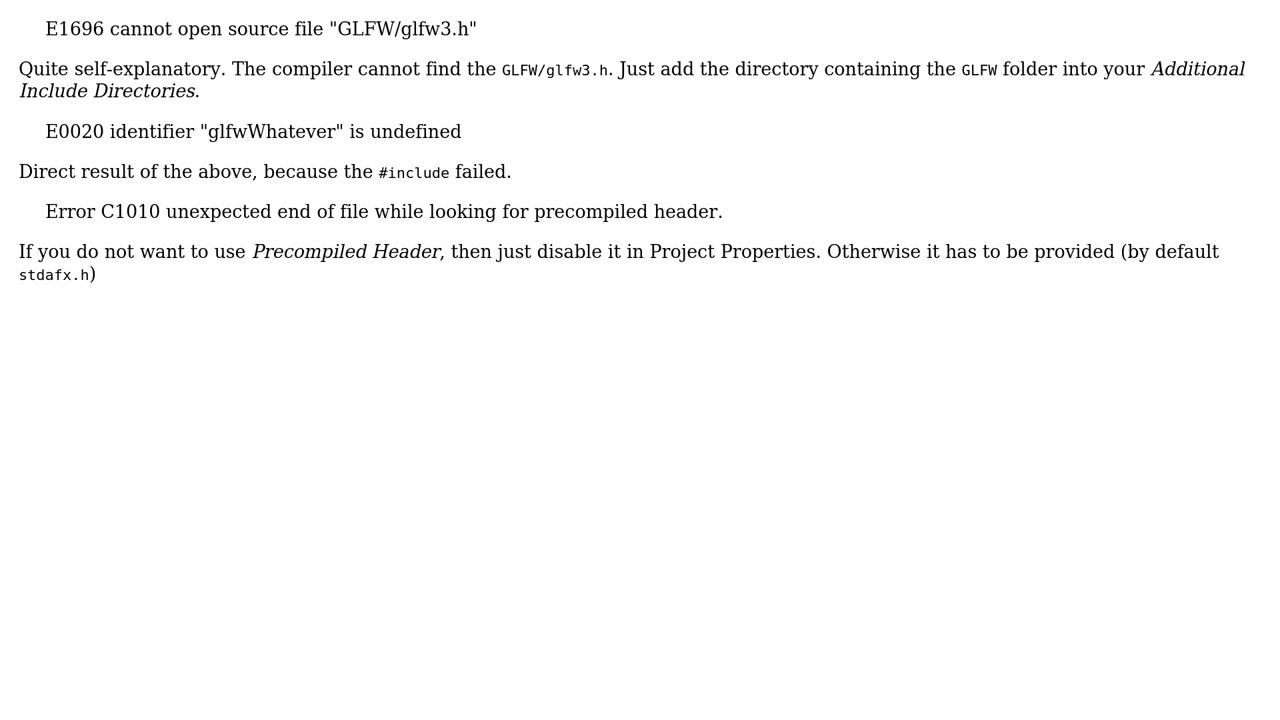 E1696 cannot open source file "GLFW/glfw3.h"
Quite self-explanatory. The compiler cannot find the GLFW/glfw3.h. Just add the directory containing the GLFW folder into your Additional
Include Directories.
E0020 identifier "glfwWhatever" is undefined
Direct result of the above, because the #include failed.
Error C1010 unexpected end of file while looking for precompiled header.
If you do not want to use Precompiled Header, then just disable it in Project Properties. Otherwise it has to be provided (by default
stdafx.h)